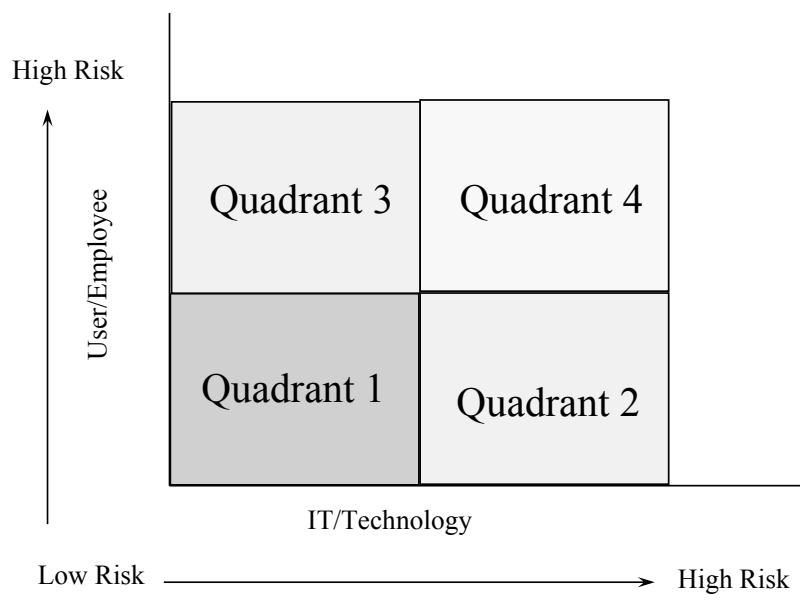 High Risk
Quadrant 3
Quadrant 4
User/Employee
Quadrant 1
Quadrant 2
IT/Technology
Low Risk
High Risk